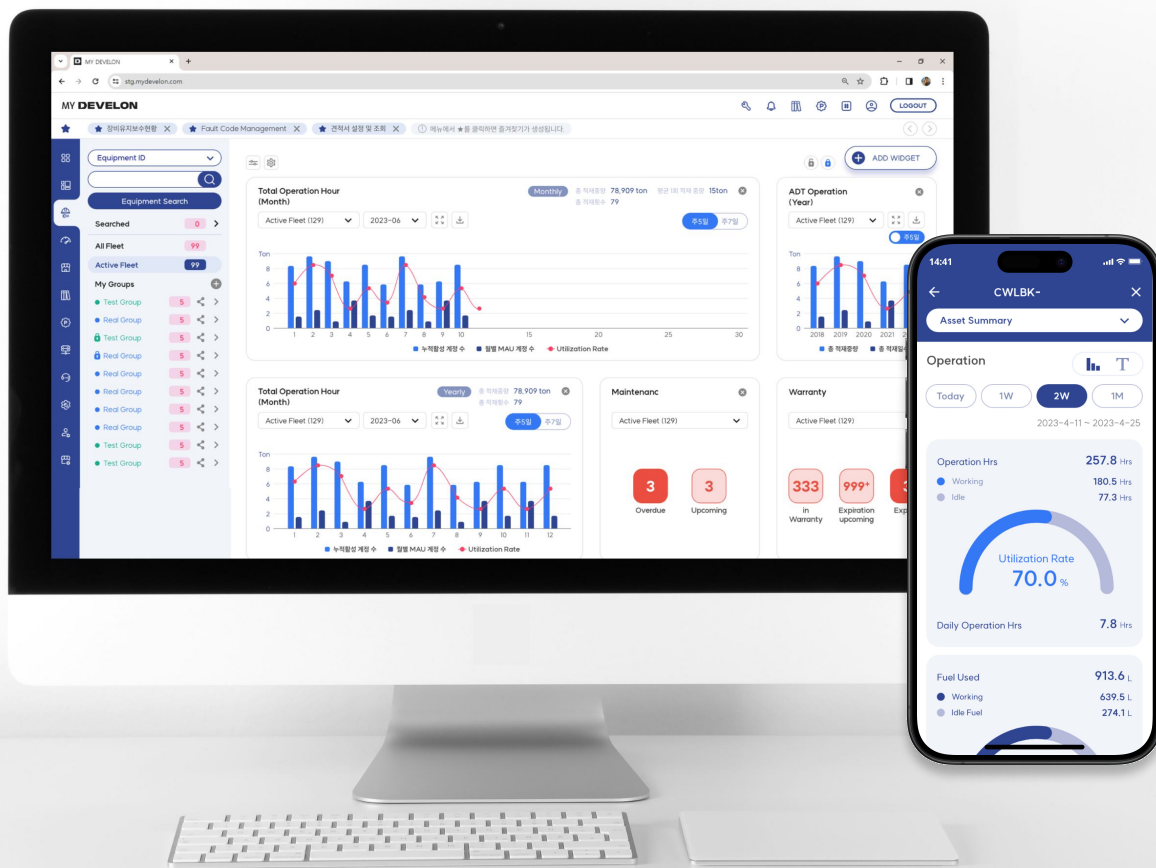 MY DEVELON
stg.mydevelon.com
MY DEVELON
LOGOUT
장비유지보수현황
Fault Code Management
견적서 설정 및 조회
메뉴에서 ★를 클릭하면 즐겨찾기가 생성됩니다.
Equipment ID
Equipment Search
Searched 0
All Fleet 99
Active Fleet 99
My Groups
Test Group 5
Real Group 5
Test Group 5
Real Group 5
Real Group 5
Real Group 5
Real Group 5
Real Group 5
Test Group 5
Test Group 5
ADD WIDGET
Total Operation Hour
(Month)
Monthly
총 적재중량 78,909 ton 평균 1회 적재 중량 15ton
총 적재횟수 79
Active Fleet (129)
2023-06
주5일 주7일
Ton
8
6
4
2
0
1 2 3 4 5 6 7 8 9 10 15 20 25 30
누적활성 계정 수 월별 MAU 계정 수 Utilization Rate
ADT Operation
(Year)
Active Fleet (129)
주5일
Ton
8
6
4
2
0
2018 2019 2020 2021
총 적재중량
Total Operation Hour
(Month)
Yearly
총 적재중량 78,909 ton
총 적재횟수 79
Active Fleet (129)
2023-06
주5일 주7일
Ton
8
6
4
2
0
1 2 3 4 5 6 7 8 9 10 11 12
누적활성 계정 수 월별 MAU 계정 수 Utilization Rate
Maintenanc
Active Fleet (129)
3
Overdue
3
Upcoming
Warranty
Active Fleet (129)
333
in
Warranty
999+
Expiration
upcoming
14:41
CWLBK-
Asset Summary
Operation
T
Today 1W 2W 1M
2023-4-11 ~ 2023-4-25
Operation Hrs 257.8 Hrs
Working 180.5 Hrs
Idle 77.3 Hrs
Utilization Rate
70.0 %
Daily Operation Hrs 7.8 Hrs
Fuel Used 913.6 L
Working 639.5 L
Idle Fuel 274.1 L